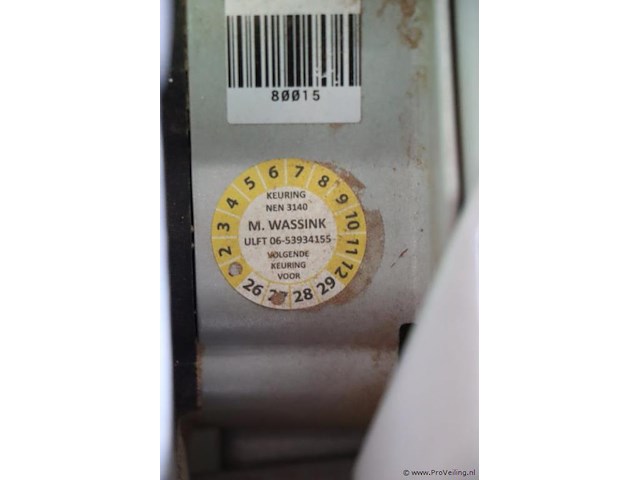 80015
2 3 4 5 6 7 8 9 10 11 12
KEURING
NEN 3140
M. WASSINK
ULFT 06-53934155
VOLGENDE
KEURING
VOOR
26 27 28 29
© www.ProVeiling.nl